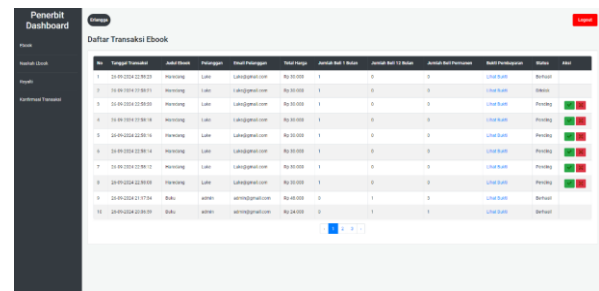 Penerbit
Dashboard
Ebook
Naskah Ebook
Royalti
Konfirmasi Transaksi
Erlangga
Logout
Daftar Transaksi Ebook
No Tanggal Transaksi Judul Ebook Pelanggan Email Pelanggan Total Harga Jumlah Beli 1 Bulan Jumlah Beli 12 Bulan Jumlah Beli Permanen Bukti Pembayaran Status Aksi
1 Luke Luke@gmail.com Rp 30.000 1 0 0 Lihat Bukti Berhasil
2 Luke Luke@gmail.com Rp 30.000 1 0 0 Lihat Bukti Ditolak
3 Luke Luke@gmail.com Rp 30.000 1 0 0 Lihat Bukti Pending
4 Luke Luke@gmail.com Rp 30.000 1 0 0 Lihat Bukti Pending
5 Luke Luke@gmail.com Rp 30.000 1 0 0 Lihat Bukti Pending
6 Luke Luke@gmail.com Rp 30.000 1 0 0 Lihat Bukti Pending
7 Luke Luke@gmail.com Rp 30.000 1 0 0 Lihat Bukti Pending
8 Luke Luke@gmail.com Rp 30.000 1 0 0 Lihat Bukti Pending
9 Buku admin admin@gmail.com 0 1 0 Lihat Bukti Berhasil
10 Buku admin admin@gmail.com Rp 24.000 0 1 1 Lihat Bukti Berhasil
‹ 1 2 3 ›